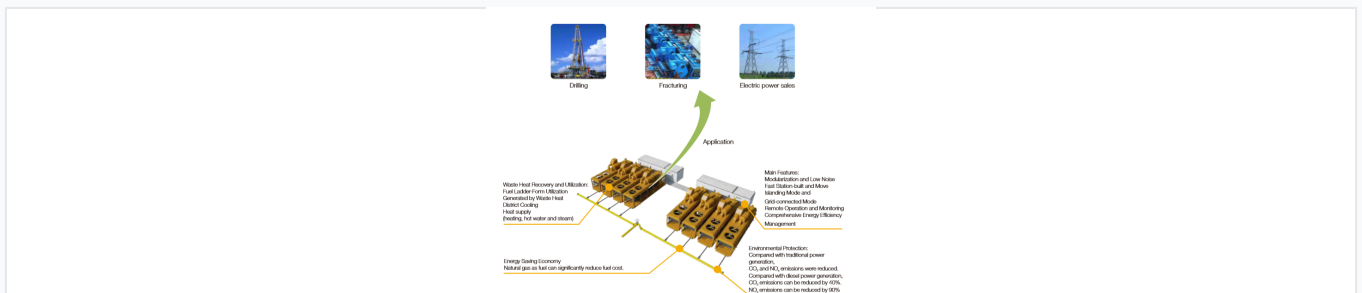 Drilling
Fracturing
Electric power sales
Application
Waste Heat Recovery and Utilization:
Fuel Ladder-Form Utilization
Generated by Waste Heat
District Cooling
Heat supply
(heating, hot water and steam)
Main Features:
Modularization and Low Noise
Fast Station-built and Move
Islanding Mode and
Grid-connected Mode
Remote Operation and Monitoring
Comprehensive Energy Efficiency
Management
Energy Saving Economy
Natural gas as fuel can significantly reduce fuel cost.
Environmental Protection:
Compared with traditional power
generation,
CO₂ and NOₓ emissions were reduced.
Compared with diesel power generation,
CO₂ emissions can be reduced by 40%.
NOₓ emissions can be reduced by 90%